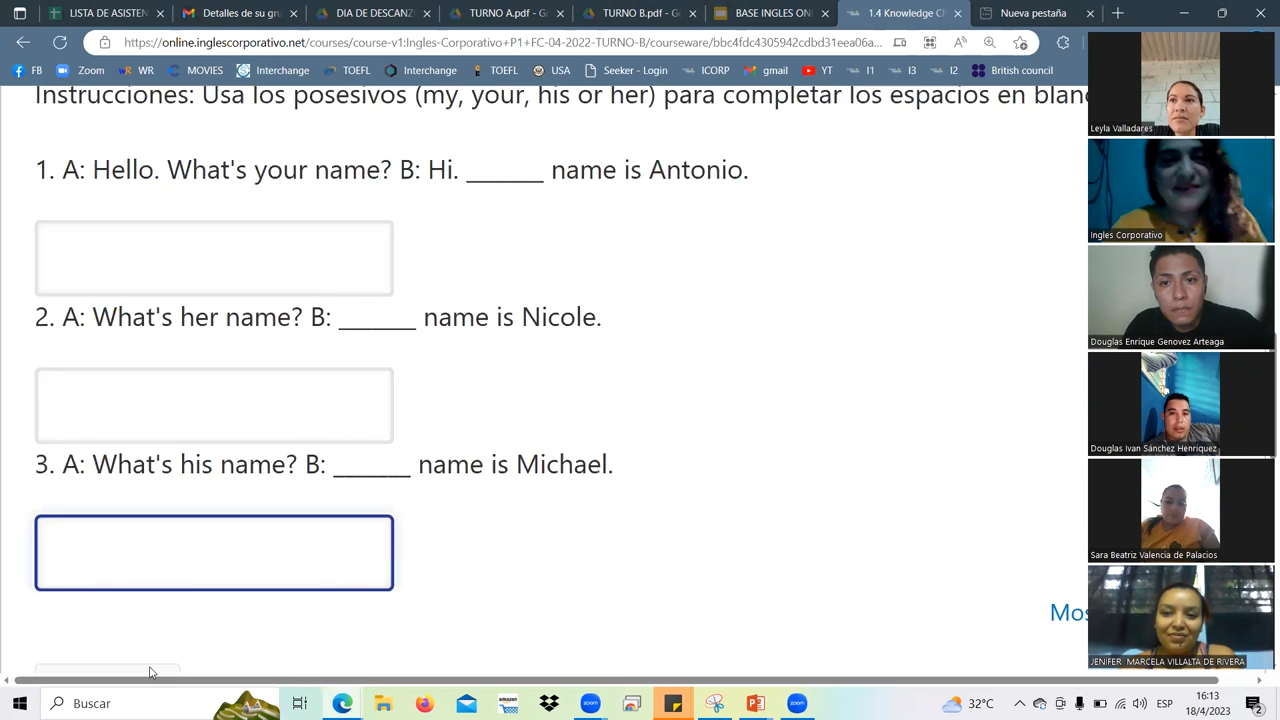 LISTA DE ASISTEN
Detalles de su gru
DIA DE DESCANZ
TURNO A.pdf - Go
TURNO B.pdf - Go
BASE INGLES ONL
1.4 Knowledge Ch
Nueva pestaña
https://online.inglescorporativo.net/courses/course-v1:Ingles-Corporativo+P1+FC-04-2022-TURNO-B/courseware/bbc4fdc4305942cdbd31eea06a...
FB
Zoom
WR
MOVIES
Interchange
TOEFL
Interchange
TOEFL
USA
Seeker - Login
ICORP
gmail
YT
I1
I3
I2
British council
Instrucciones: Usa los posesivos (my, your, his or her) para completar los espacios en blanc
1. A: Hello. What's your name? B: Hi. _______ name is Antonio.
2. A: What's her name? B: _______ name is Nicole.
3. A: What's his name? B: _______ name is Michael.
Mos
Leyla Valladares
Ingles Corporativo
Douglas Enrique Genovez Arteaga
Douglas Ivan Sánchez Henriquez
Sara Beatriz Valencia de Palacios
JENIFER MARCELA VILLALTA DE RIVERA
Buscar
32°C
ESP
16:13
18/4/2023
2